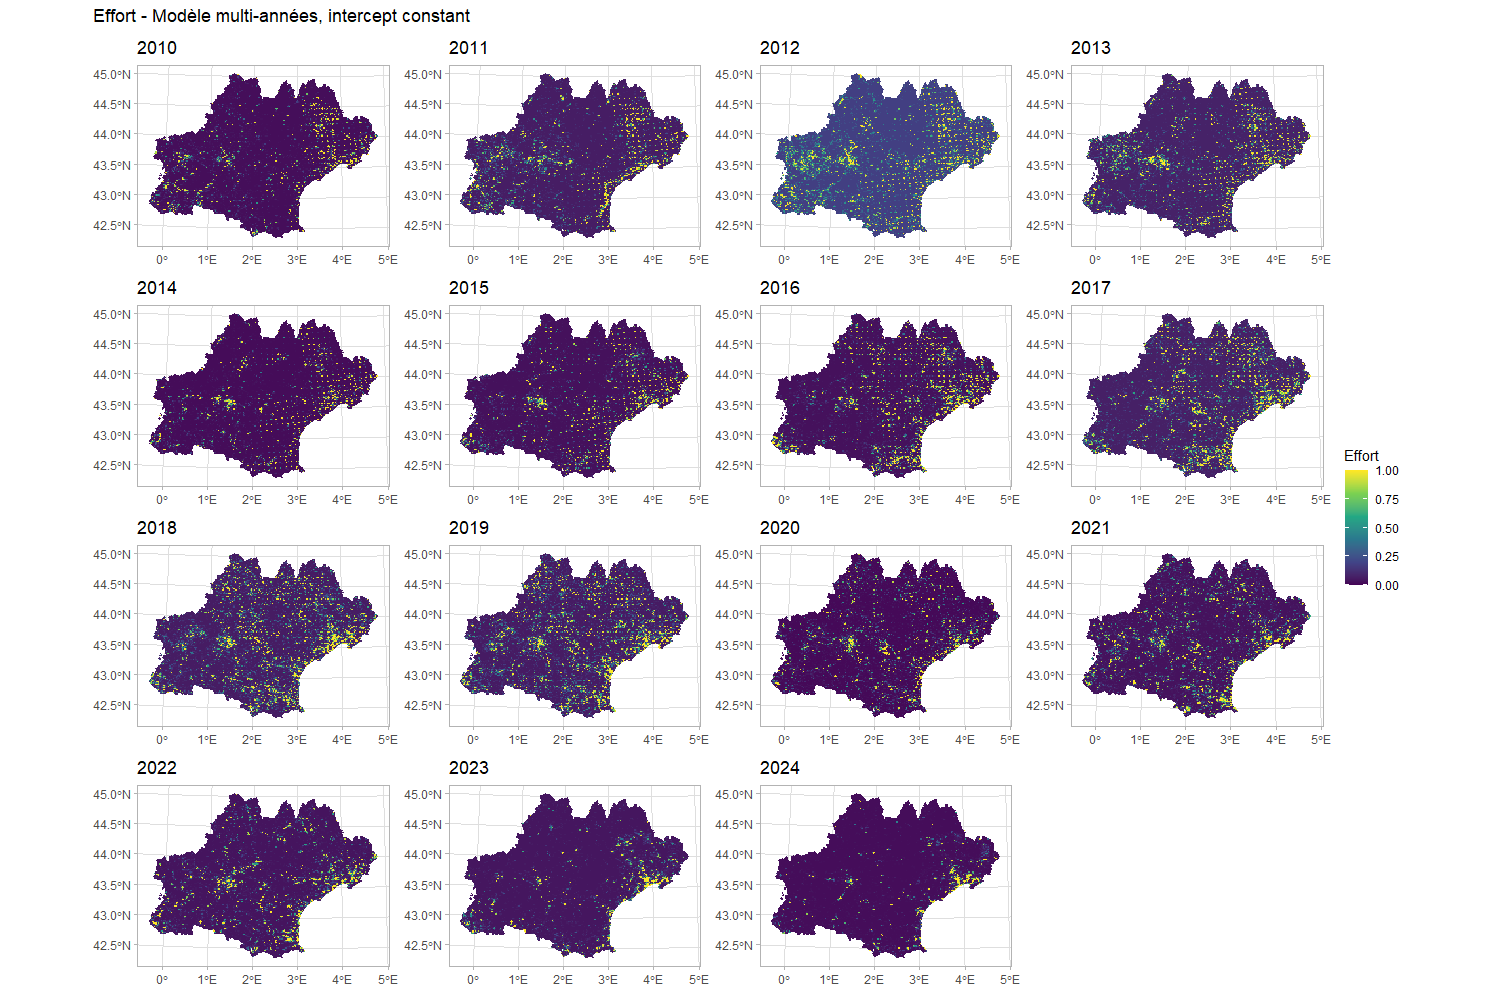 Effort - Modèle multi-années, intercept constant
2010 2011 2012 2013
45.0°N 45.0°N 45.0°N 45.0°N
44.5°N 44.5°N 44.5°N 44.5°N
44.0°N 44.0°N 44.0°N 44.0°N
43.5°N 43.5°N 43.5°N 43.5°N
43.0°N 43.0°N 43.0°N 43.0°N
42.5°N 42.5°N 42.5°N 42.5°N
0° 1°E 2°E 3°E 4°E 5°E 0° 1°E 2°E 3°E 4°E 5°E 0° 1°E 2°E 3°E 4°E 5°E 0° 1°E 2°E 3°E 4°E 5°E
2014 2015 2016 2017
45.0°N 45.0°N 45.0°N 45.0°N
44.5°N 44.5°N 44.5°N 44.5°N
44.0°N 44.0°N 44.0°N 44.0°N
43.5°N 43.5°N 43.5°N 43.5°N
43.0°N 43.0°N 43.0°N 43.0°N
42.5°N 42.5°N 42.5°N 42.5°N
0° 1°E 2°E 3°E 4°E 5°E 0° 1°E 2°E 3°E 4°E 5°E 0° 1°E 2°E 3°E 4°E 5°E 0° 1°E 2°E 3°E 4°E 5°E
2018 2019 2020 2021
45.0°N 45.0°N 45.0°N 45.0°N
44.5°N 44.5°N 44.5°N 44.5°N
44.0°N 44.0°N 44.0°N 44.0°N
43.5°N 43.5°N 43.5°N 43.5°N
43.0°N 43.0°N 43.0°N 43.0°N
42.5°N 42.5°N 42.5°N 42.5°N
0° 1°E 2°E 3°E 4°E 5°E 0° 1°E 2°E 3°E 4°E 5°E 0° 1°E 2°E 3°E 4°E 5°E 0° 1°E 2°E 3°E 4°E 5°E
2022 2023 2024
45.0°N 45.0°N 45.0°N
44.5°N 44.5°N 44.5°N
44.0°N 44.0°N 44.0°N
43.5°N 43.5°N 43.5°N
43.0°N 43.0°N 43.0°N
42.5°N 42.5°N 42.5°N
0° 1°E 2°E 3°E 4°E 5°E 0° 1°E 2°E 3°E 4°E 5°E 0° 1°E 2°E 3°E 4°E 5°E
Effort
1.00
0.75
0.50
0.25
0.00